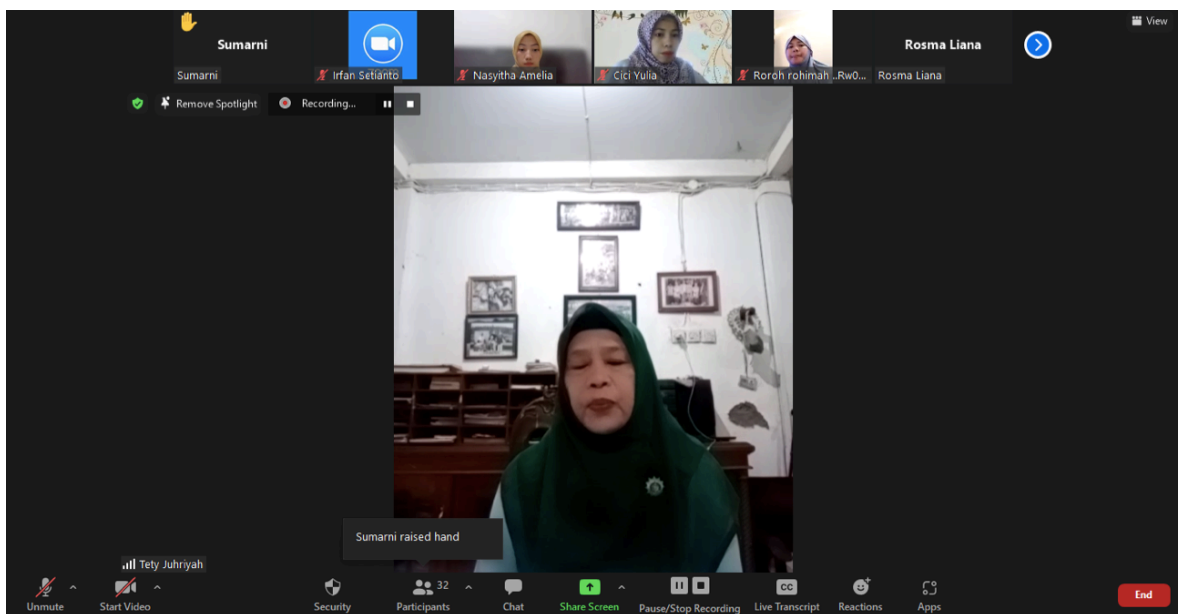 View
Sumarni
Rosma Liana
Sumarni
Irfan Setianto
Nasyitha Amelia
Cici Yulia
Roroh rohimah ..Rw0...
Rosma Liana
Remove Spotlight
Recording...
Sumarni raised hand
Tety Juhriyah
32
CC
Unmute
Start Video
Security
Participants
Chat
Share Screen
Pause/Stop Recording
Live Transcript
Reactions
Apps
End